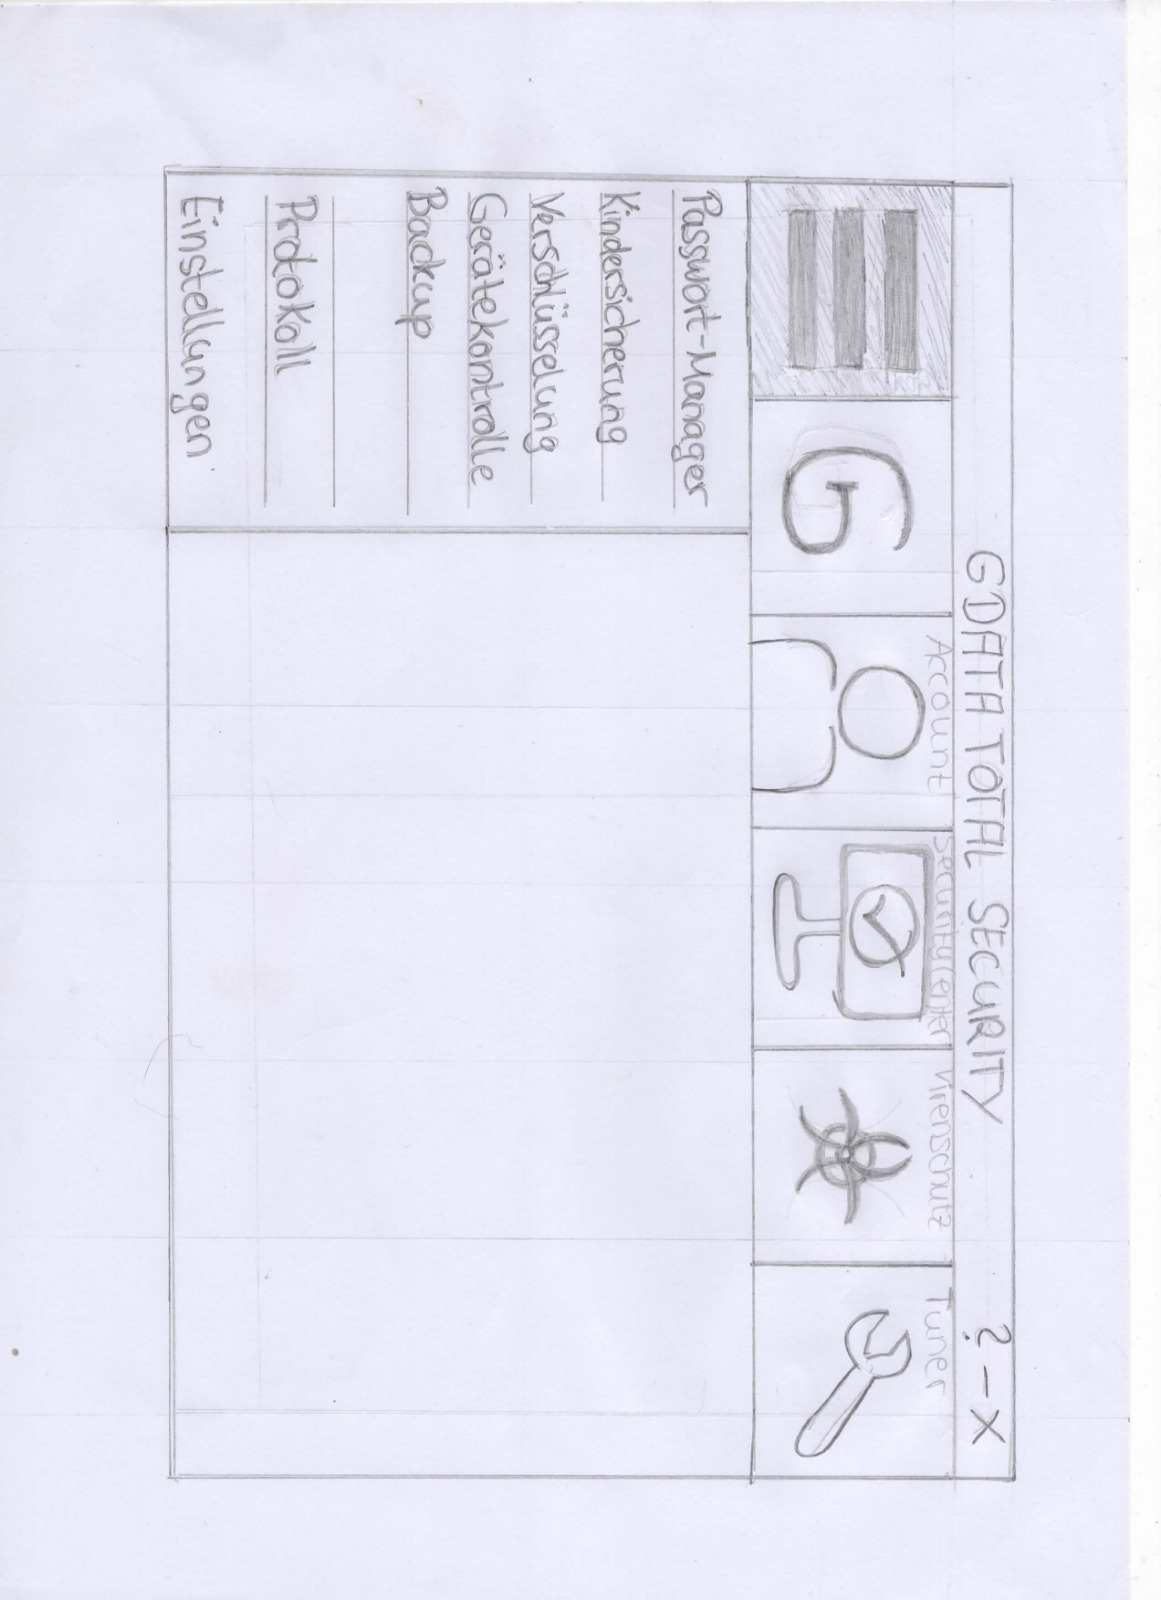 GDATA TOTAL SECURITY ? - X
G
Account
SecurityCenter
Virenschutz
Tuner
Passwort-Manager
Kindersicherung
Verschlüsselung
Gerätekontrolle
Backup
Protokoll
Einstellungen